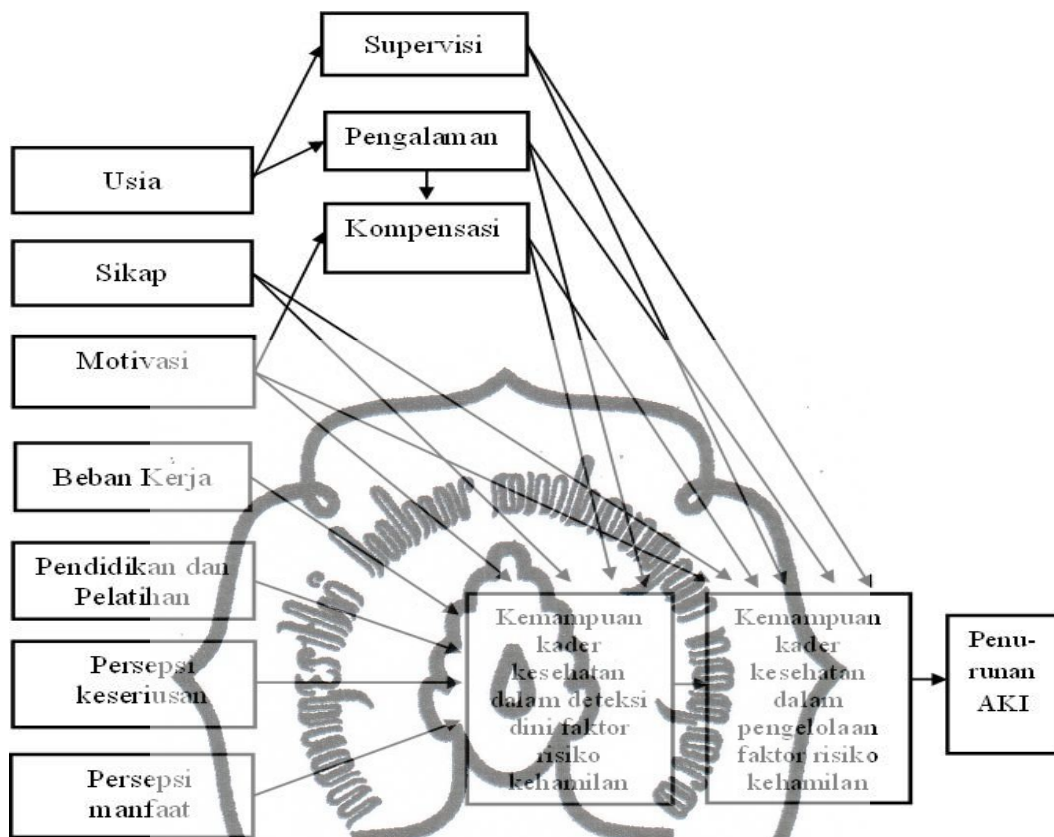 Supervisi
Pengalaman
Kompensasi
Usia
Sikap
Motivasi
Beban Kerja
Pendidikan dan
Pelatihan
Persepsi
keseriusan
Persepsi
manfaat
Kemampuan
kader
kesehatan
dalam deteksi
dini faktor
risiko
kehamilan
Kemampuan
kader
kesehatan
dalam
pengelolaan
faktor risiko
kehamilan
Penu-
runan
AKI